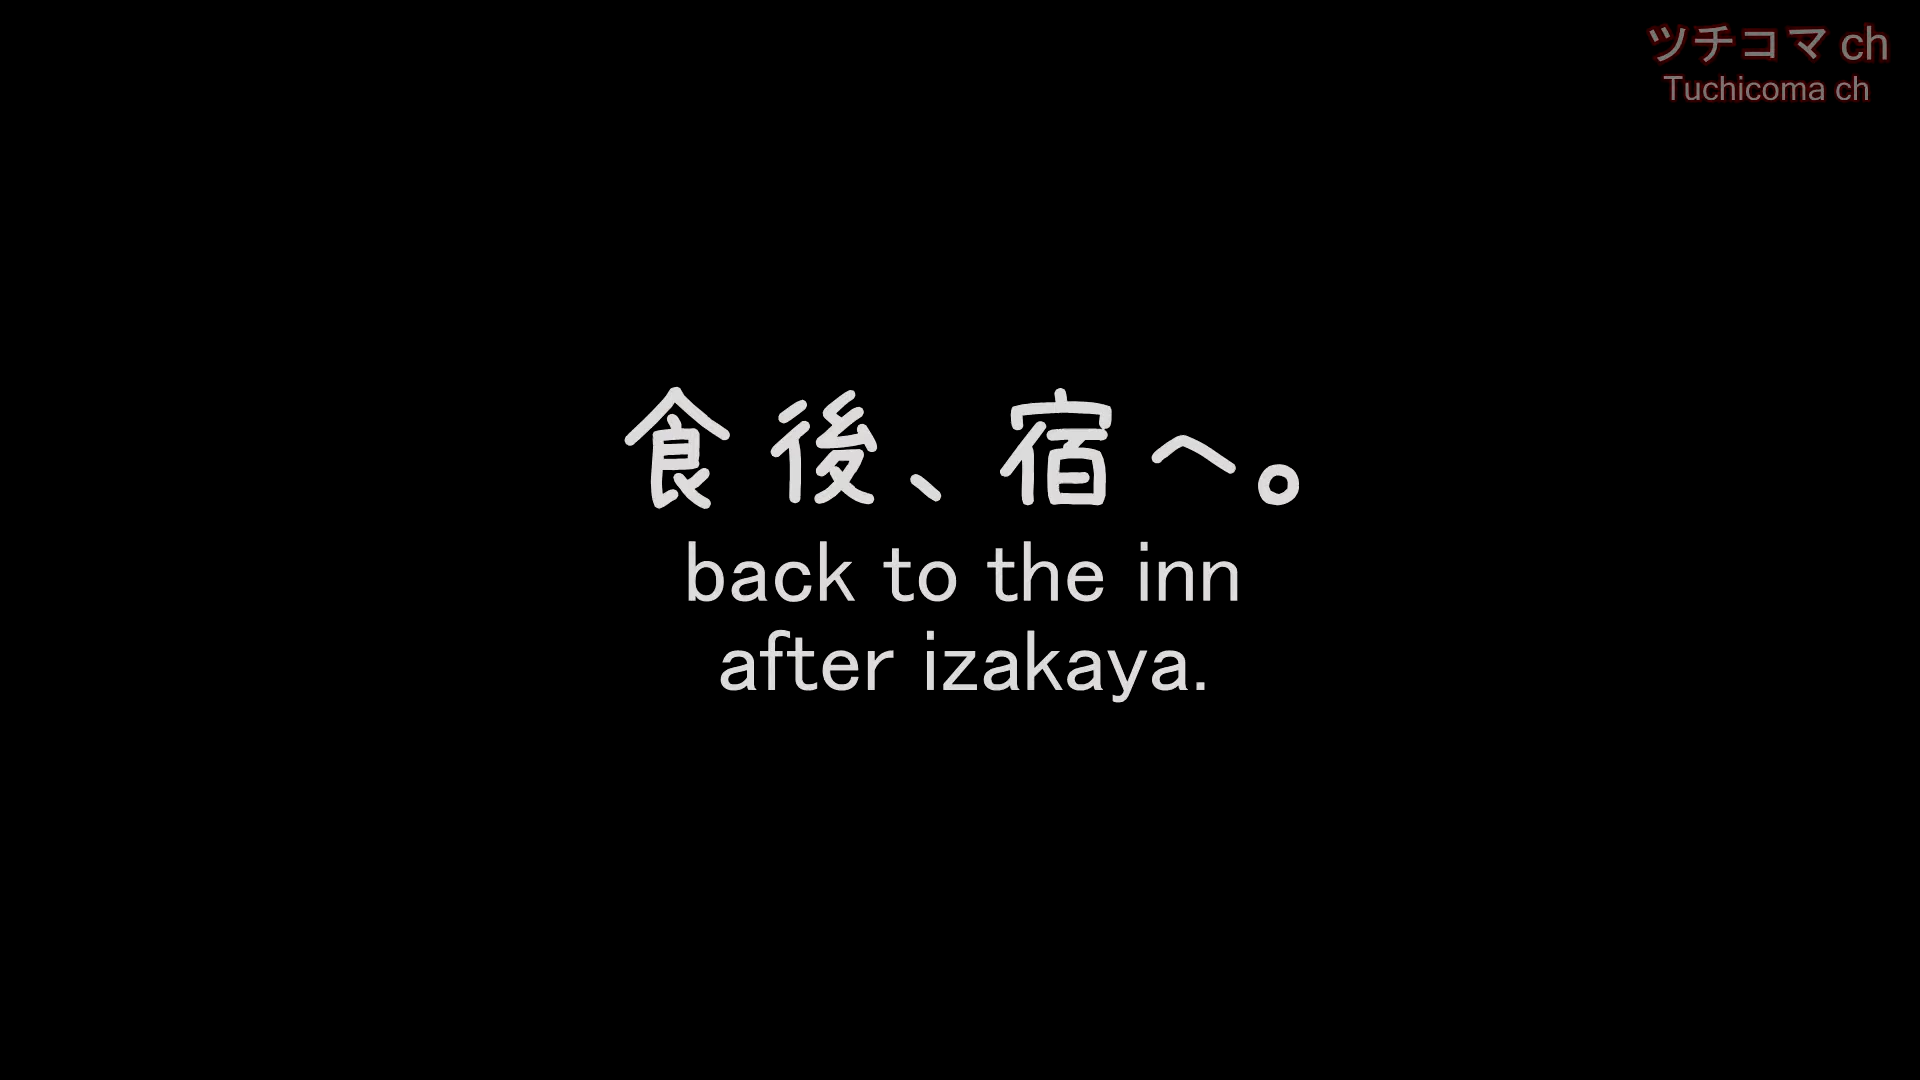 ツチコマ ch
Tuchicoma ch
食後、宿へ。
back to the inn
after izakaya.